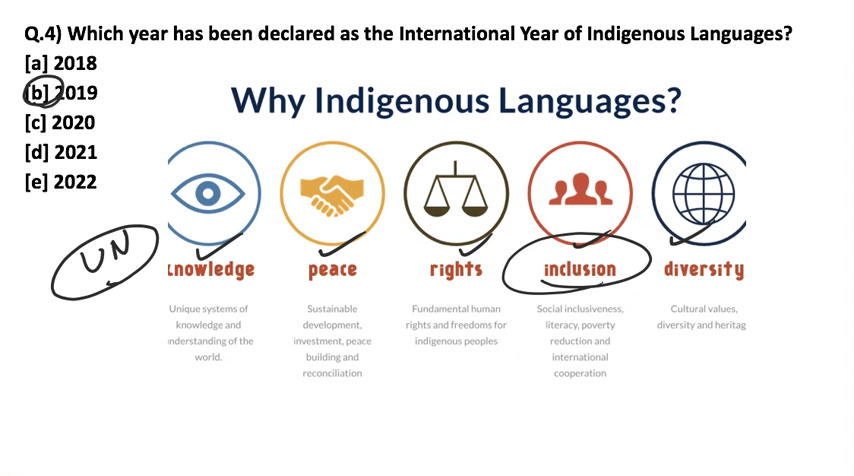 Q.4) Which year has been declared as the International Year of Indigenous Languages?
[a] 2018
[b] 2019
[c] 2020
[d] 2021
[e] 2022
Why Indigenous Languages?
UN
knowledge
Unique systems of
knowledge and
understanding of the
world.
peace
Sustainable
development,
investment, peace
building and
reconciliation
rights
Fundamental human
rights and freedoms for
indigenous peoples
inclusion
Social inclusiveness,
literacy, poverty
reduction and
international
cooperation
diversity
Cultural values,
diversity and heritag